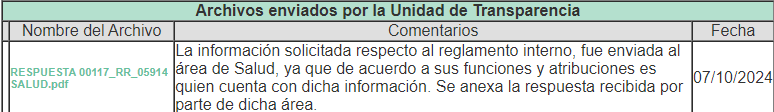 Archivos enviados por la Unidad de Transparencia
Nombre del Archivo Comentarios Fecha
La información solicitada respecto al reglamento interno, fue enviada al
área de Salud, ya que de acuerdo a sus funciones y atribuciones es
RESPUESTA 00117_RR_05914
SALUD.pdf
quien cuenta con dicha información. Se anexa la respuesta recibida por
parte de dicha área.
07/10/2024